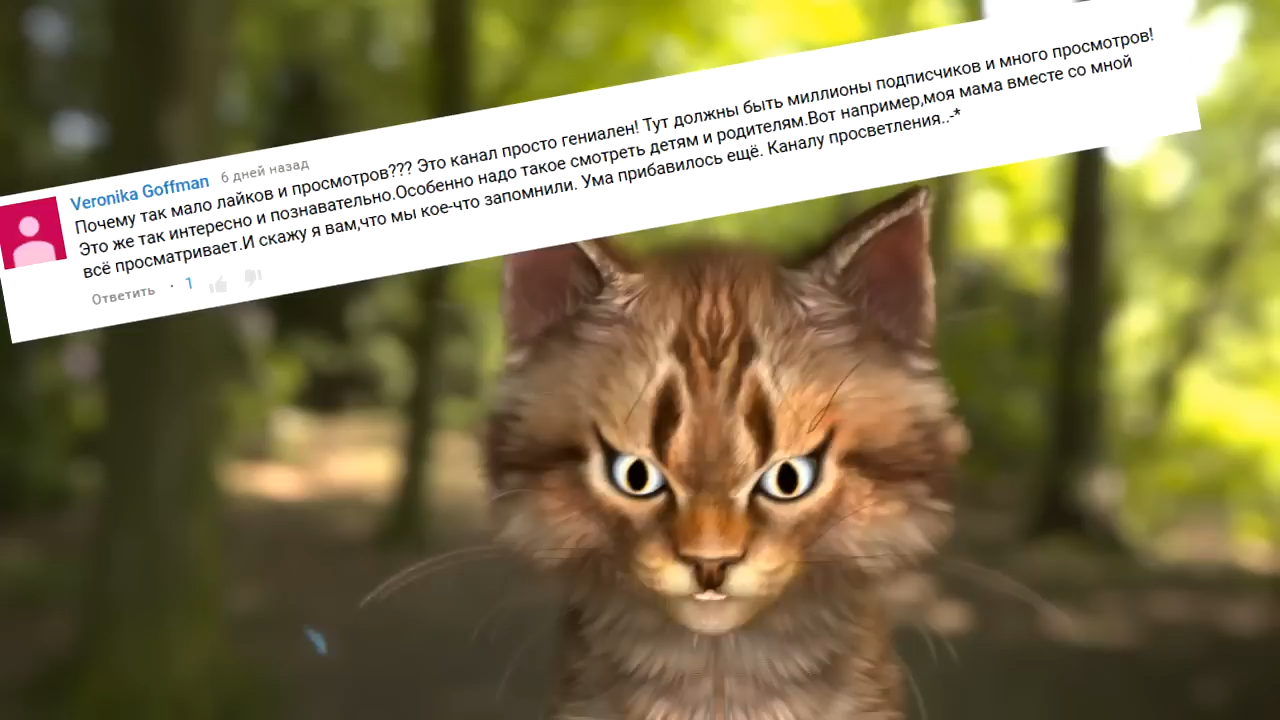 Veronika Goffman 6 дней назад
Почему так мало лайков и просмотров??? Это канал просто гениален! Тут должны быть миллионы подписчиков и много просмотров!
Это же так интересно и познавательно.Особенно надо такое смотреть детям и родителям.Вот например,моя мама вместе со мной
всё просматривает.И скажу я вам,что мы кое-что запомнили. Ума прибавилось ещё. Каналу просветления..-*
Ответить · 1